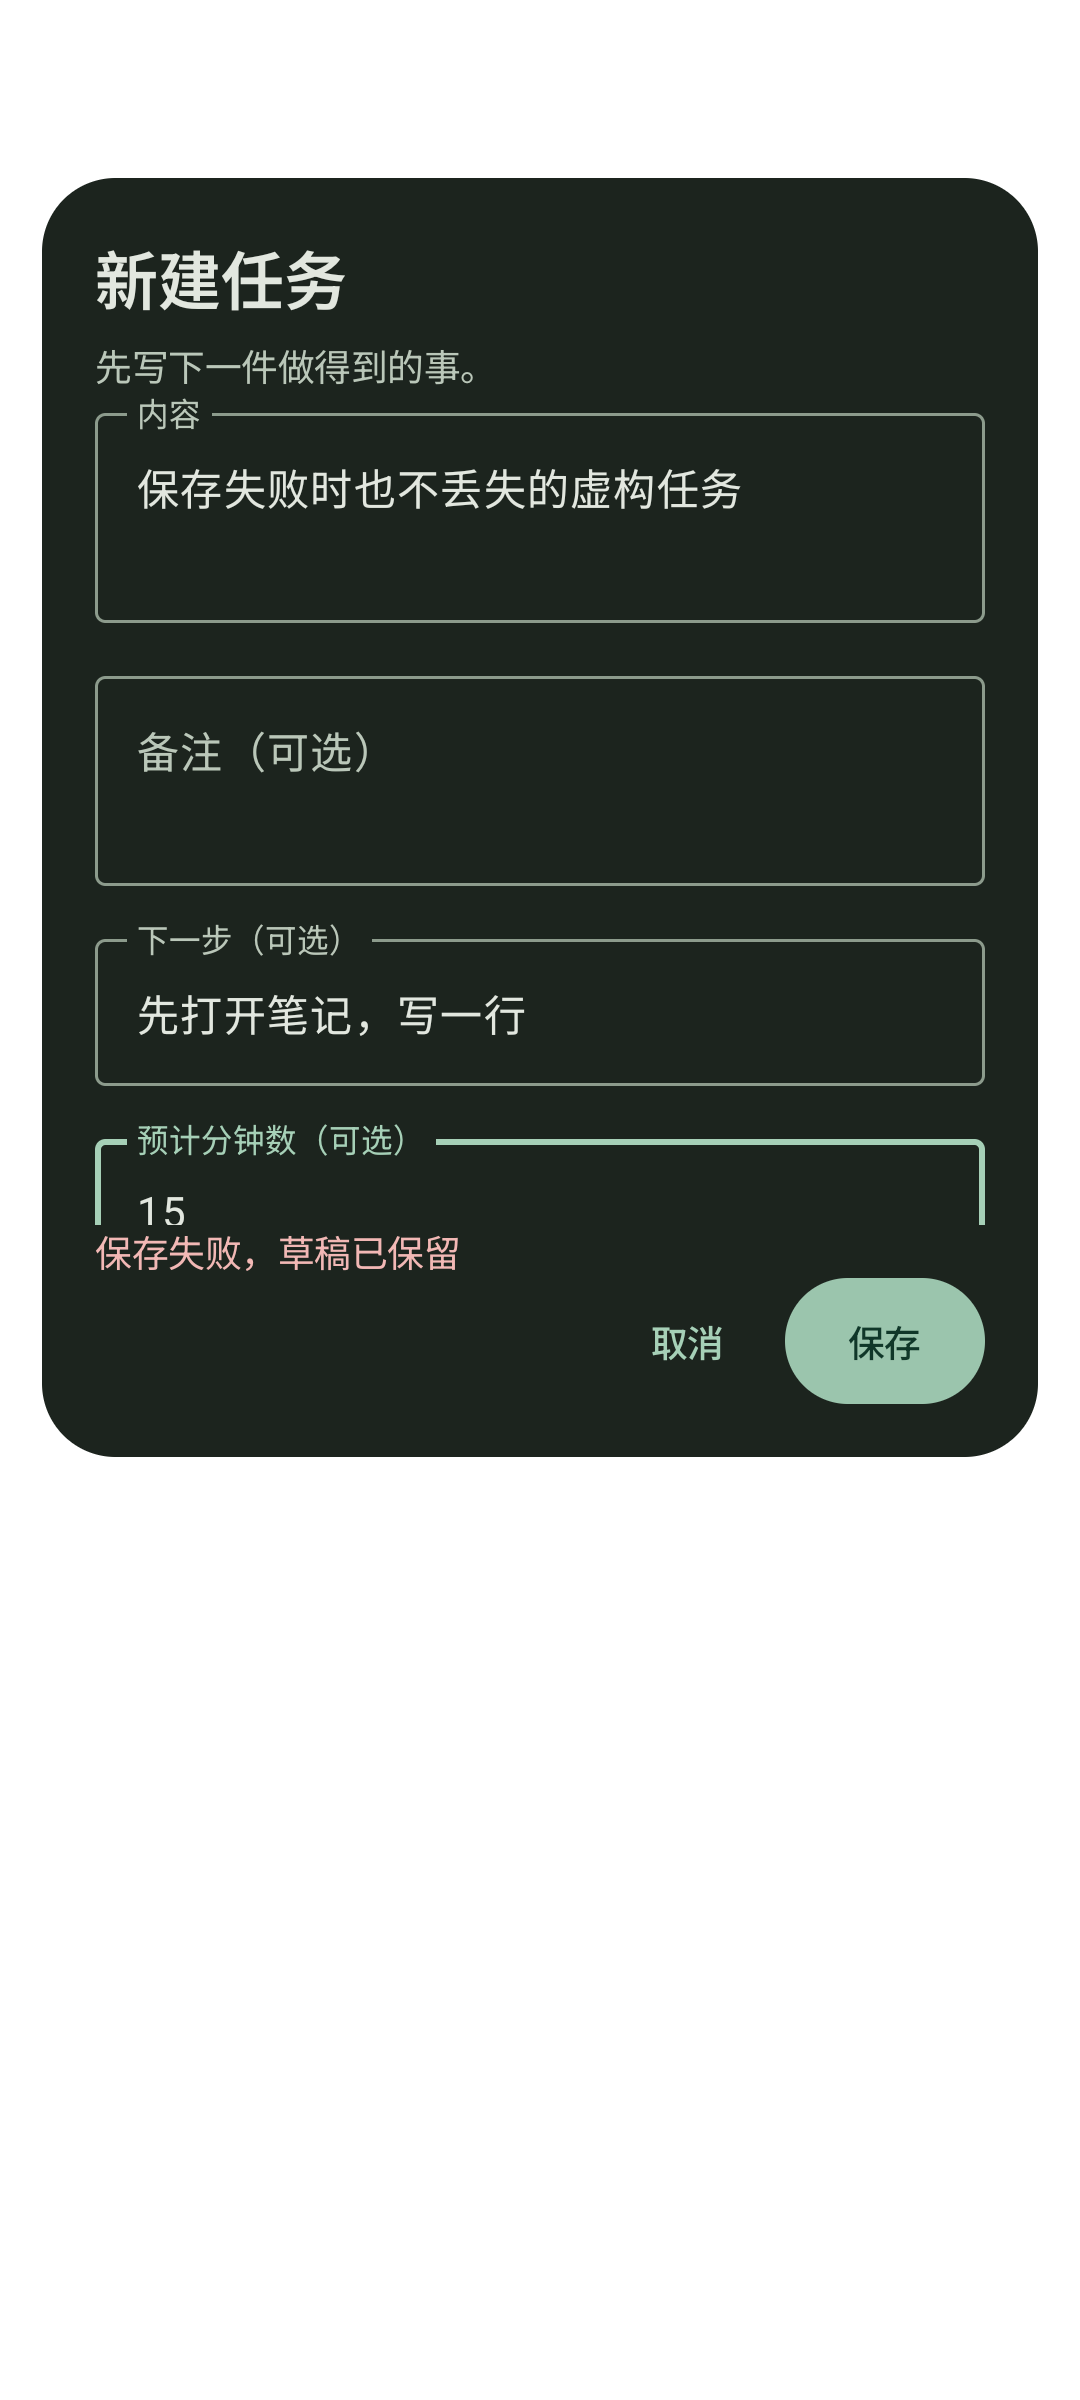 新建任务
先写下一件做得到的事。
内容
保存失败时也不丢失的虚构任务
备注（可选）
下一步（可选）
先打开笔记，写一行
预计分钟数（可选）
15
保存失败，草稿已保留
取消
保存